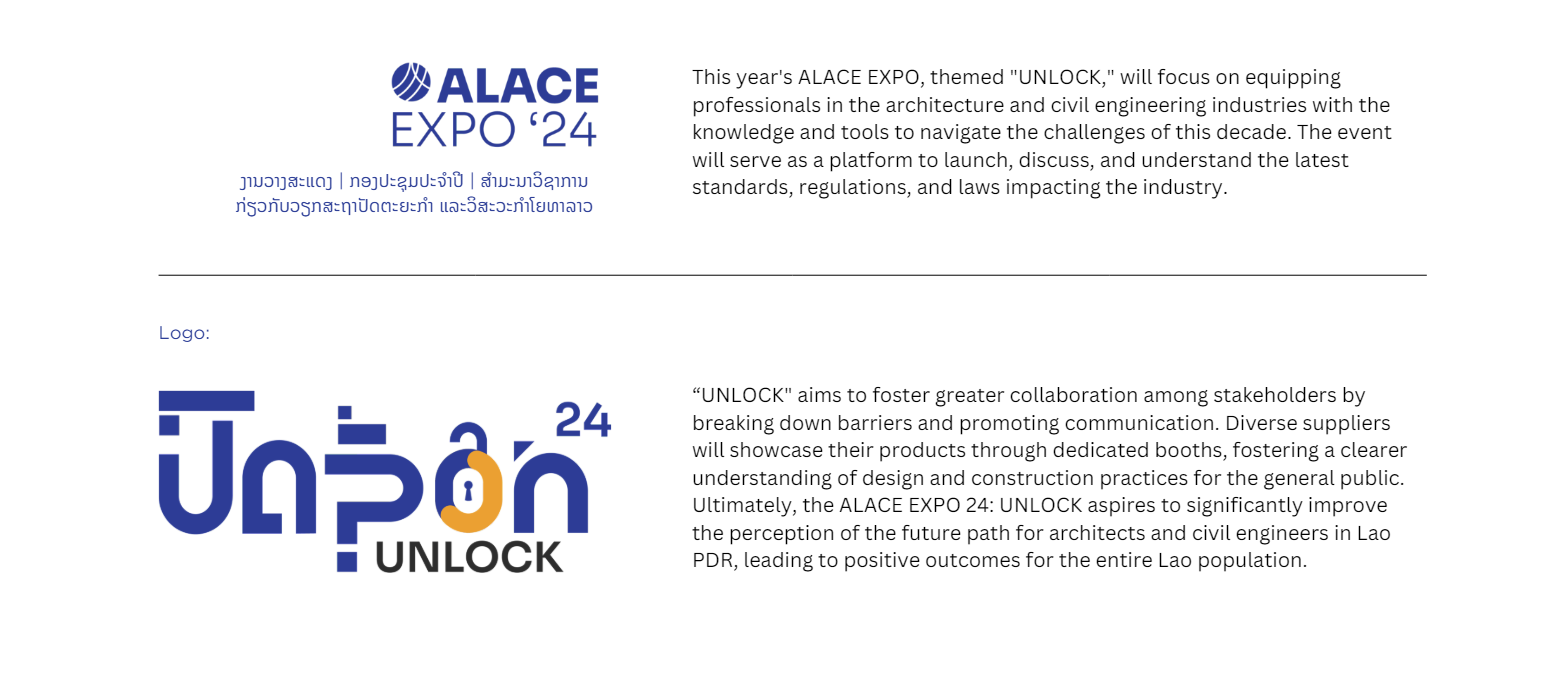 ALACE
EXPO ‘24
ງານວາງສະແດງ | ກອງປະຊຸມປະຈຳປີ | ສຳມະນາວິຊາການ
ກ່ຽວກັບວຽກສະຖາປັດຕະຍະກຳ ແລະວິສະວະກຳໂຍທາລາວ
This year's ALACE EXPO, themed "UNLOCK," will focus on equipping
professionals in the architecture and civil engineering industries with the
knowledge and tools to navigate the challenges of this decade. The event
will serve as a platform to launch, discuss, and understand the latest
standards, regulations, and laws impacting the industry.
Logo:
24
UNLOCK
“UNLOCK" aims to foster greater collaboration among stakeholders by
breaking down barriers and promoting communication. Diverse suppliers
will showcase their products through dedicated booths, fostering a clearer
understanding of design and construction practices for the general public.
Ultimately, the ALACE EXPO 24: UNLOCK aspires to significantly improve
the perception of the future path for architects and civil engineers in Lao
PDR, leading to positive outcomes for the entire Lao population.